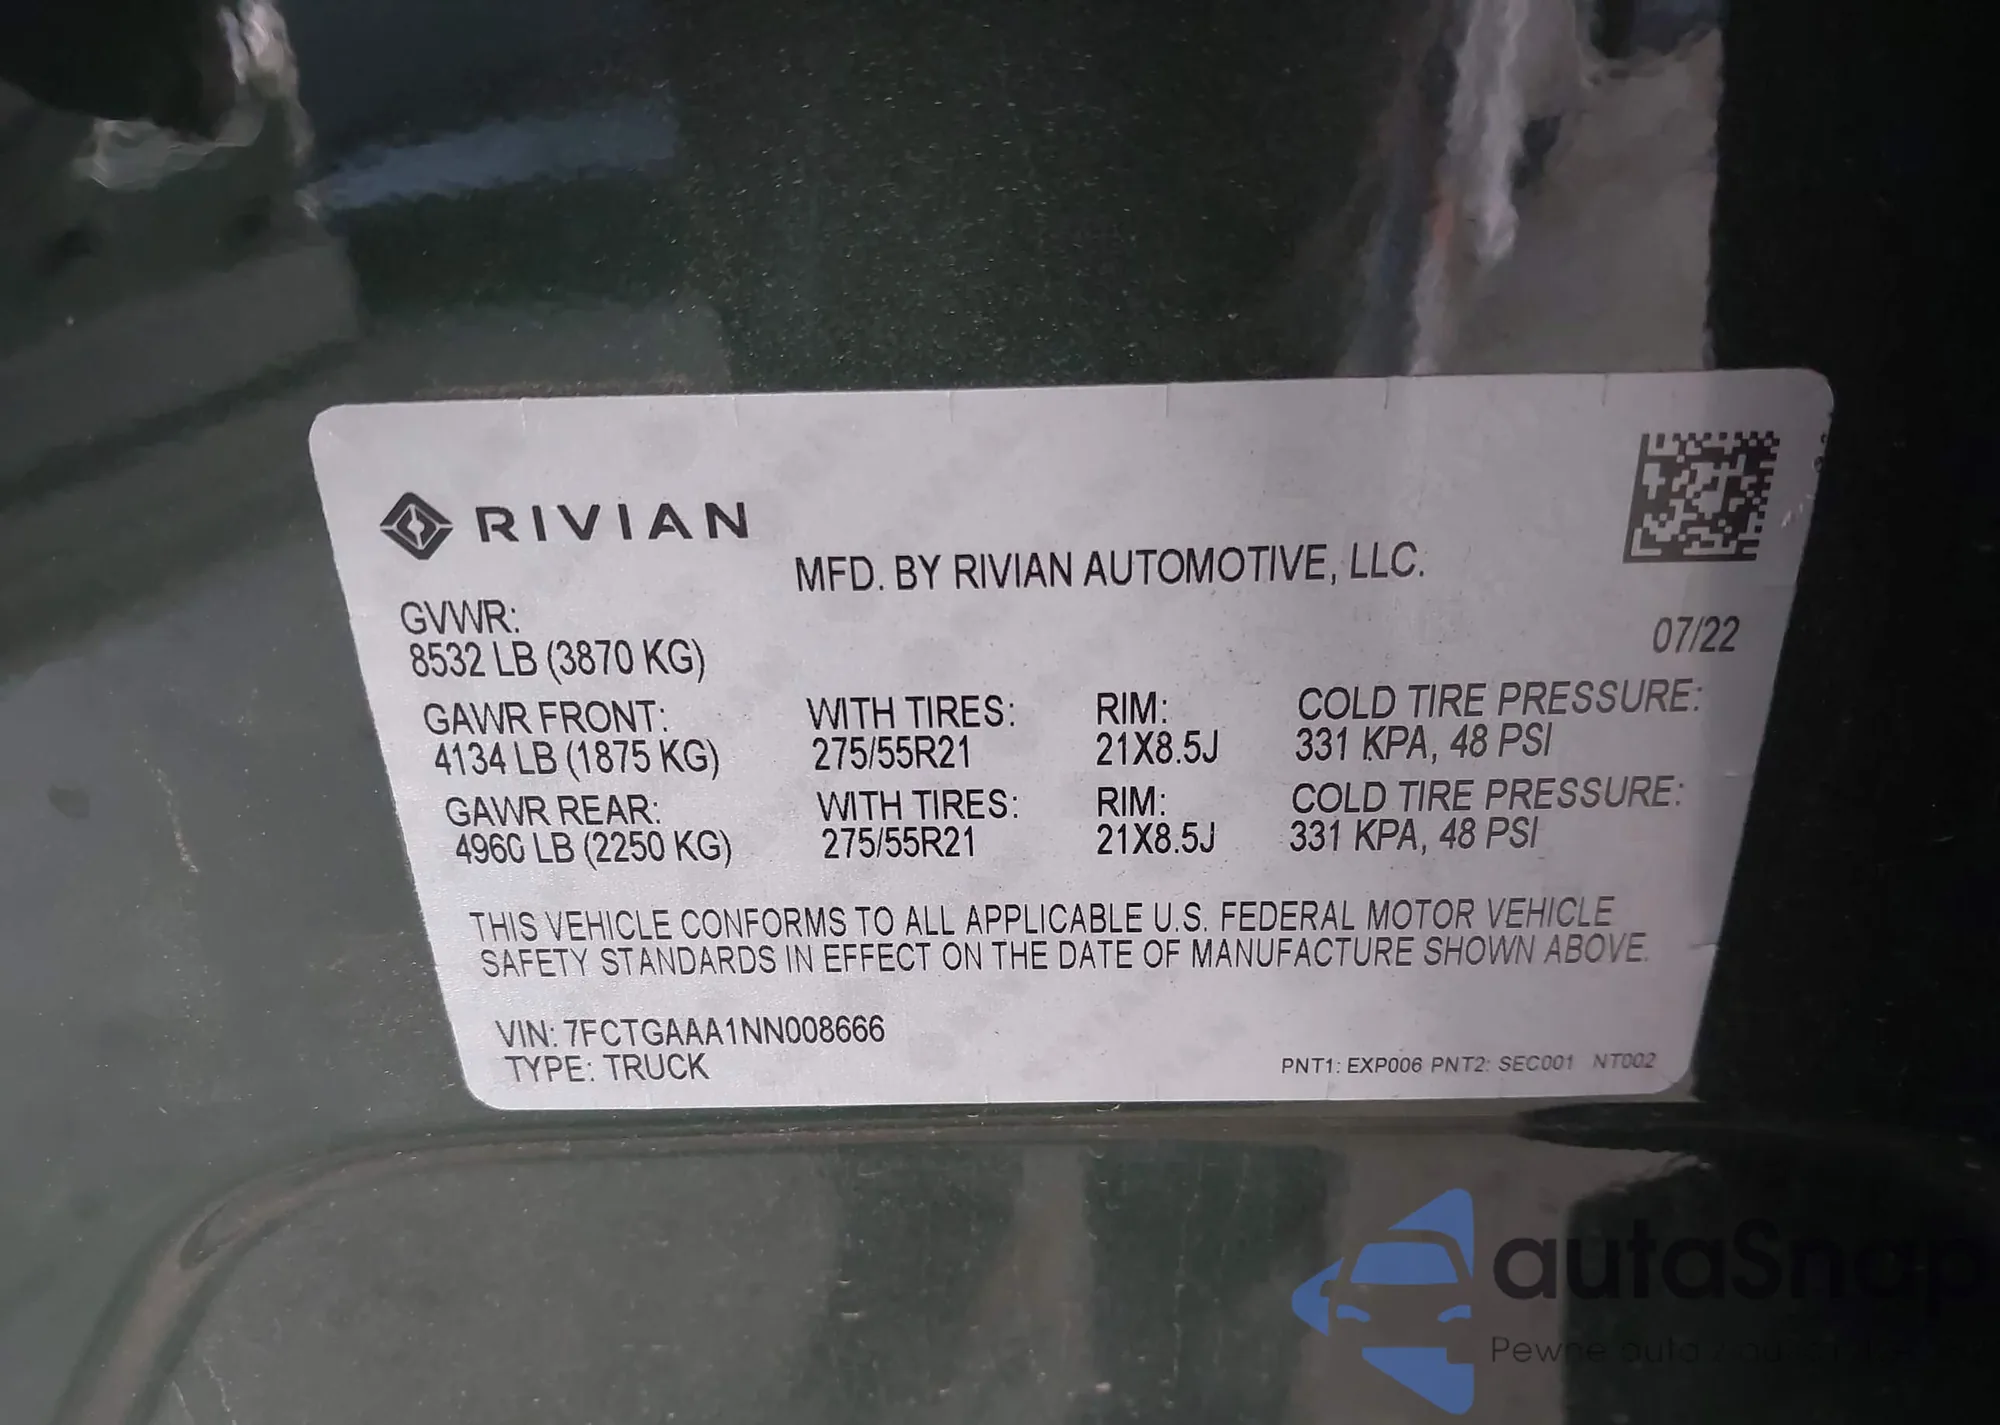 RIVIAN
MFD. BY RIVIAN AUTOMOTIVE, LLC.
GVWR:
8532 LB (3870 KG)
07/22
GAWR FRONT: WITH TIRES: RIM: COLD TIRE PRESSURE:
4134 LB (1875 KG) 275/55R21 21X8.5J 331 KPA, 48 PSI
GAWR REAR: WITH TIRES: RIM: COLD TIRE PRESSURE:
4960 LB (2250 KG) 275/55R21 21X8.5J 331 KPA, 48 PSI
THIS VEHICLE CONFORMS TO ALL APPLICABLE U.S. FEDERAL MOTOR VEHICLE
SAFETY STANDARDS IN EFFECT ON THE DATE OF MANUFACTURE SHOWN ABOVE.
VIN: 7FCTGAAA1NN008666
TYPE: TRUCK
PNT1: EXP006 PNT2: SEC001 NT002
autaSnap
Pewne auta z